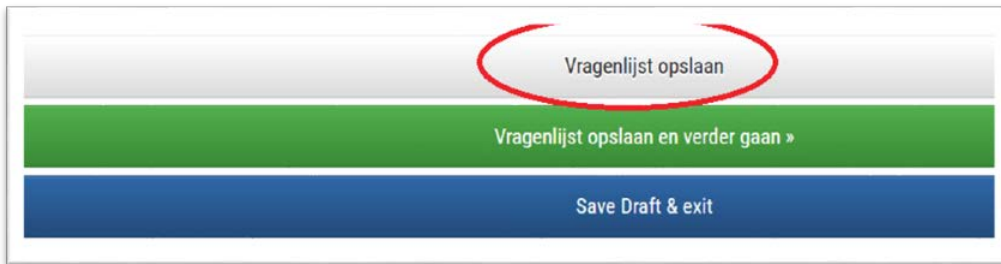 Vragenlijst opslaan
Vragenlijst opslaan en verder gaan »
Save Draft & exit